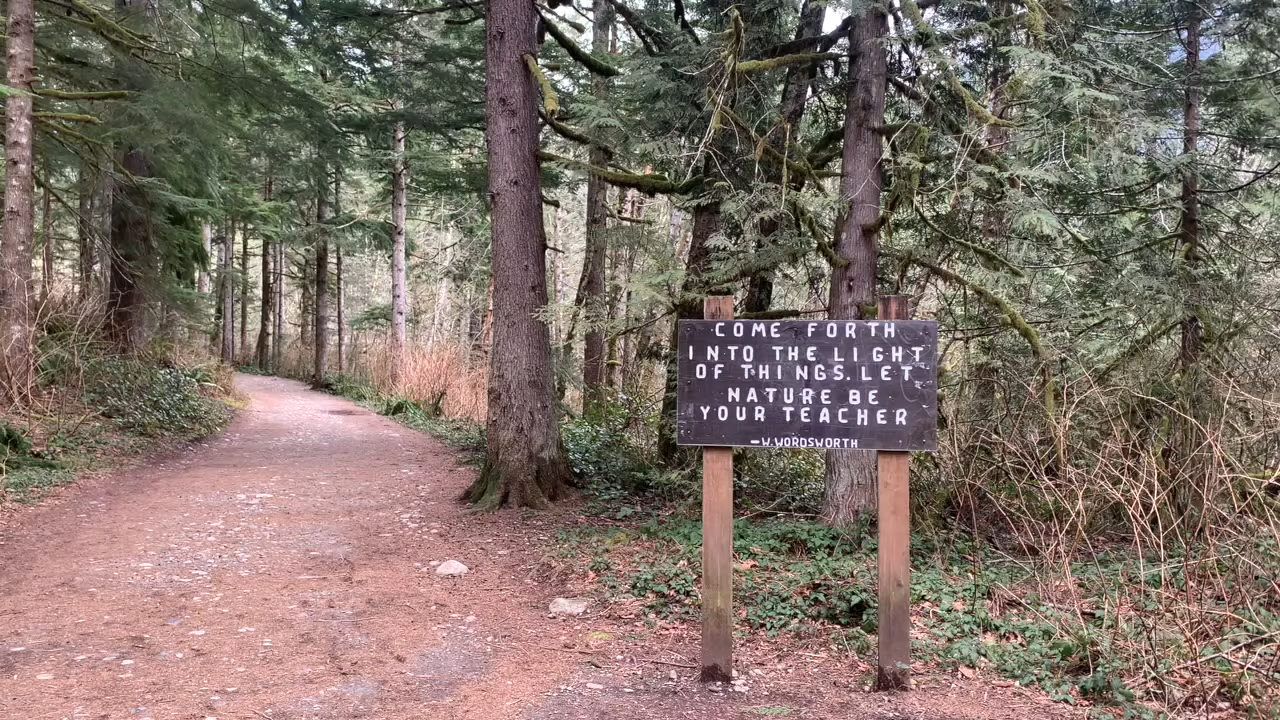 COME FORTH
INTO THE LIGHT
OF THINGS. LET
NATURE BE
YOUR TEACHER
—W. WORDSWORTH